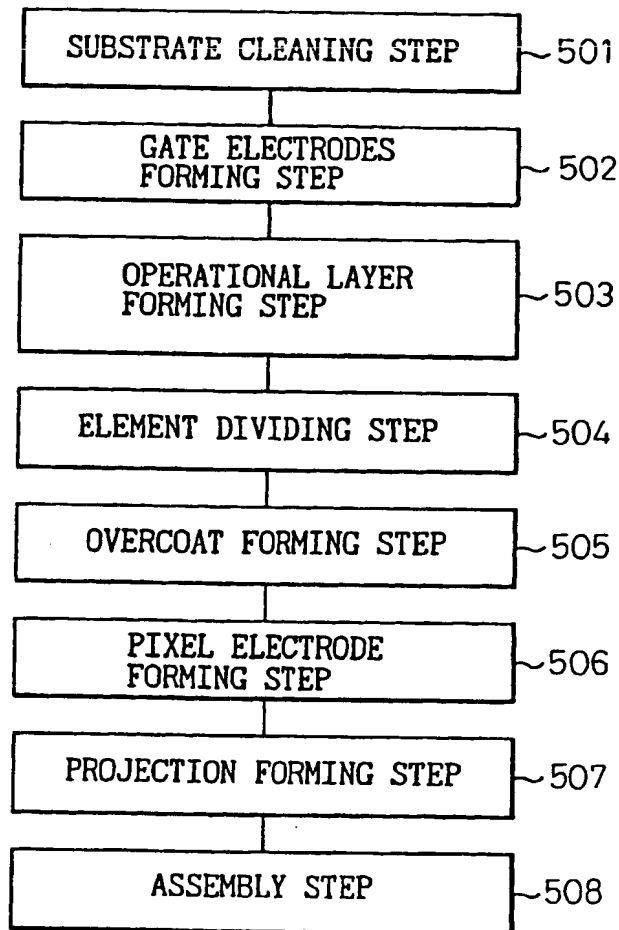 SUBSTRATE CLEANING STEP 501
GATE ELECTRODES
FORMING STEP 502
OPERATIONAL LAYER
FORMING STEP 503
ELEMENT DIVIDING STEP 504
OVERCOAT FORMING STEP 505
PIXEL ELECTRODE
FORMING STEP 506
PROJECTION FORMING STEP 507
ASSEMBLY STEP 508